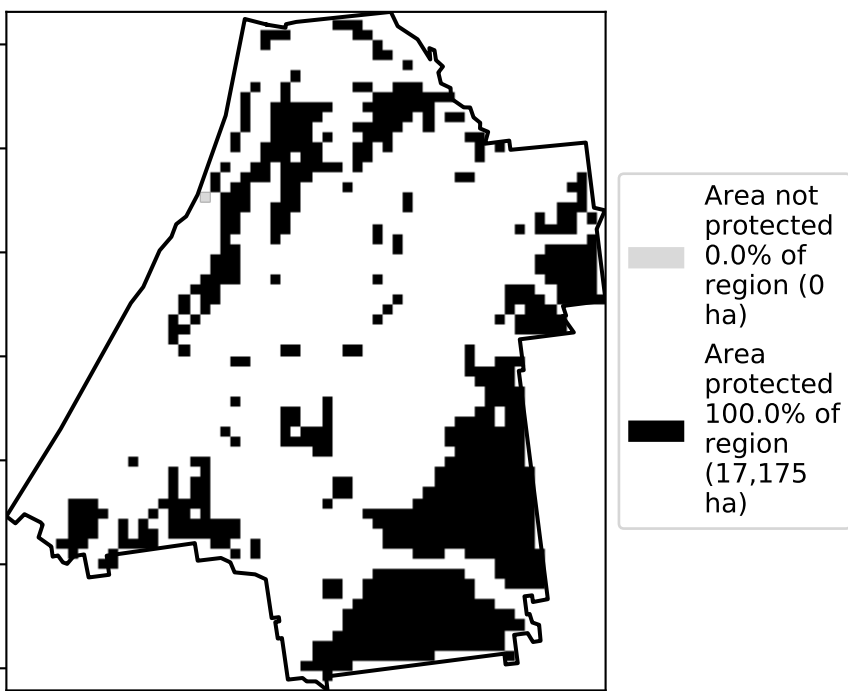 Area not
protected
0.0% of
region (0
ha)
Area
protected
100.0% of
region
(17,175
ha)